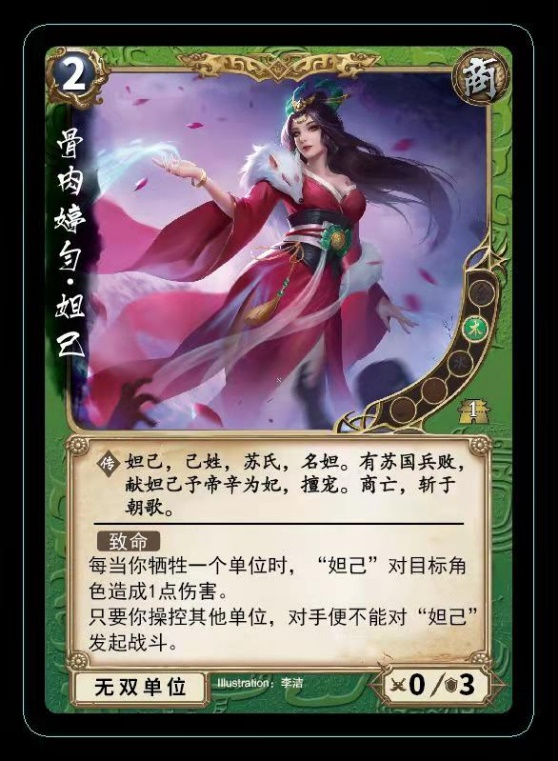 2
商
骨肉婷匀·妲己
木
1
传 妲己，己姓，苏氏，名妲。有苏国兵败，
献妲己予帝辛为妃，擅宠。商亡，斩于
朝歌。
致命
每当你牺牲一个单位时，“妲己”对目标角
色造成1点伤害。
只要你操控其他单位，对手便不能对“妲己”
发起战斗。
无双单位
Illustration：李洁
0/3